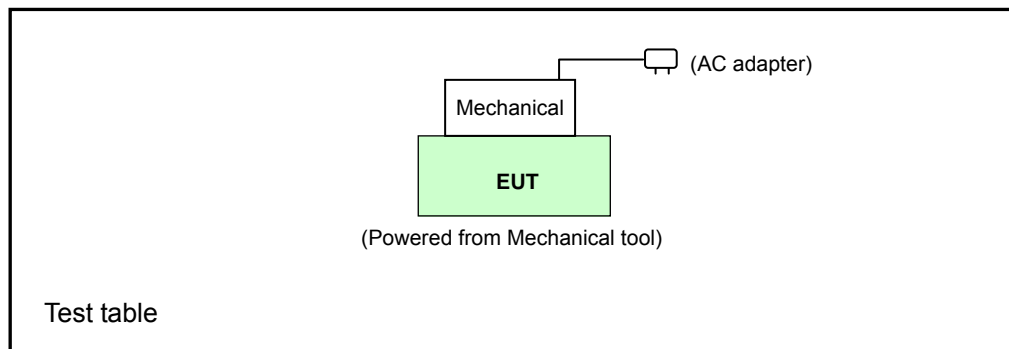 (AC adapter)
Mechanical
EUT
(Powered from Mechanical tool)
Test table